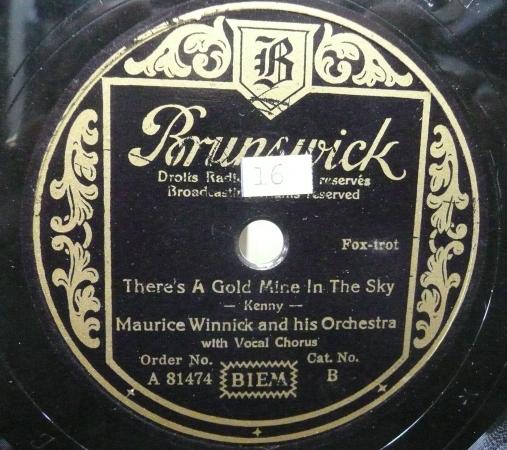 B
Brunswick
16
Droits reservés
Broadcasting reserved
Fox-trot
There's A Gold Mine In The Sky
— Kenny —
Maurice Winnick and his Orchestra
with Vocal Chorus
Order No. Cat. No.
A 81474 BIEM B